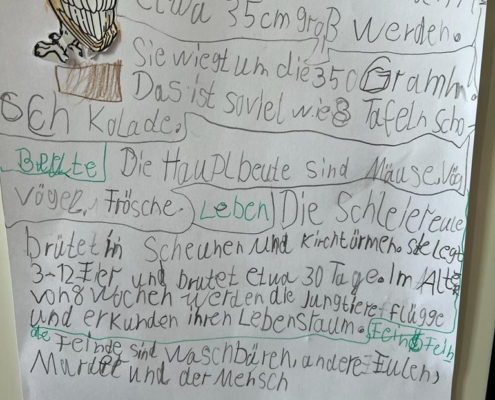 etwa 35cm groß werden.
Sie wiegt um die 350 Gramm.
Das ist soviel wie 3 Tafeln scho
sch kolade.
Beute Die Hauptbeute sind Mäuse, Vög
Vögel, Frösche. Leben Die Schleiereule
brütet in Scheunen und Kirchtürmen. sie legt
3-12 Eier und brütet etwa 30 Tage. Im Alter
von 8 Wochen werden die jungtiere flügge
und erkunden ihren Lebensraum. Feinde Fein
de Feinde sind Waschbären, andere Eulen,
Marder und der Mensch